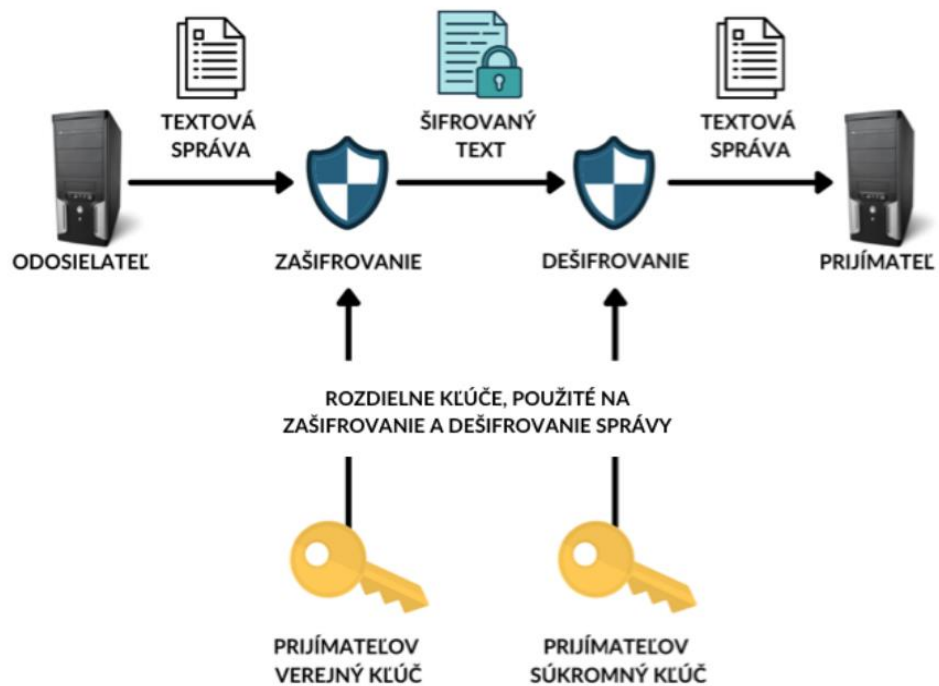 TEXTOVÁ
SPRÁVA
ŠIFROVANÝ
TEXT
TEXTOVÁ
SPRÁVA
ODOSIELATEĽ
ZAŠIFROVANIE
DEŠIFROVANIE
PRIJÍMATEĽ
ROZDIELNE KĽÚČE, POUŽITÉ NA
ZAŠIFROVANIE A DEŠIFROVANIE SPRÁVY
PRIJÍMATEĽOV
VEREJNÝ KĽÚČ
PRIJÍMATEĽOV
SÚKROMNÝ KĽÚČ